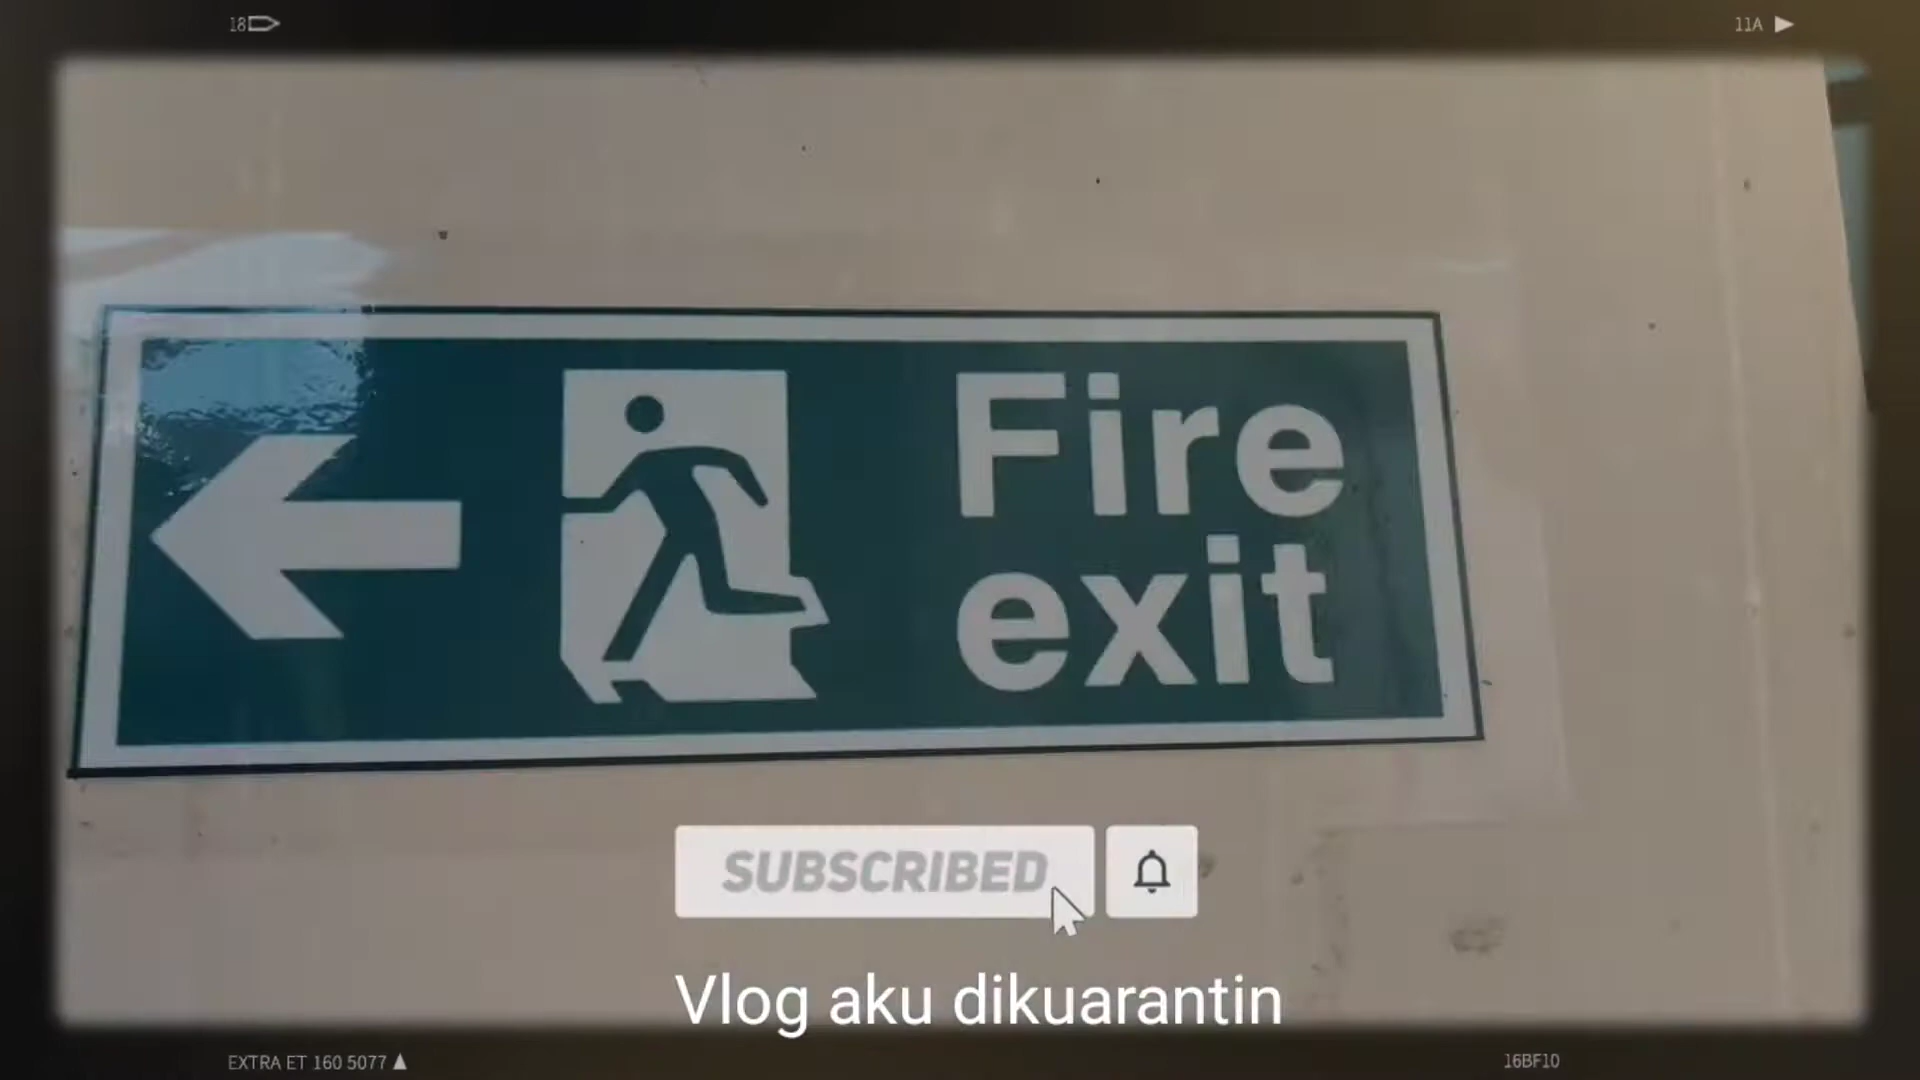 18
11A
Fire
exit
SUBSCRIBED
Vlog aku dikuarantin
EXTRA ET 160 5077
16BF10